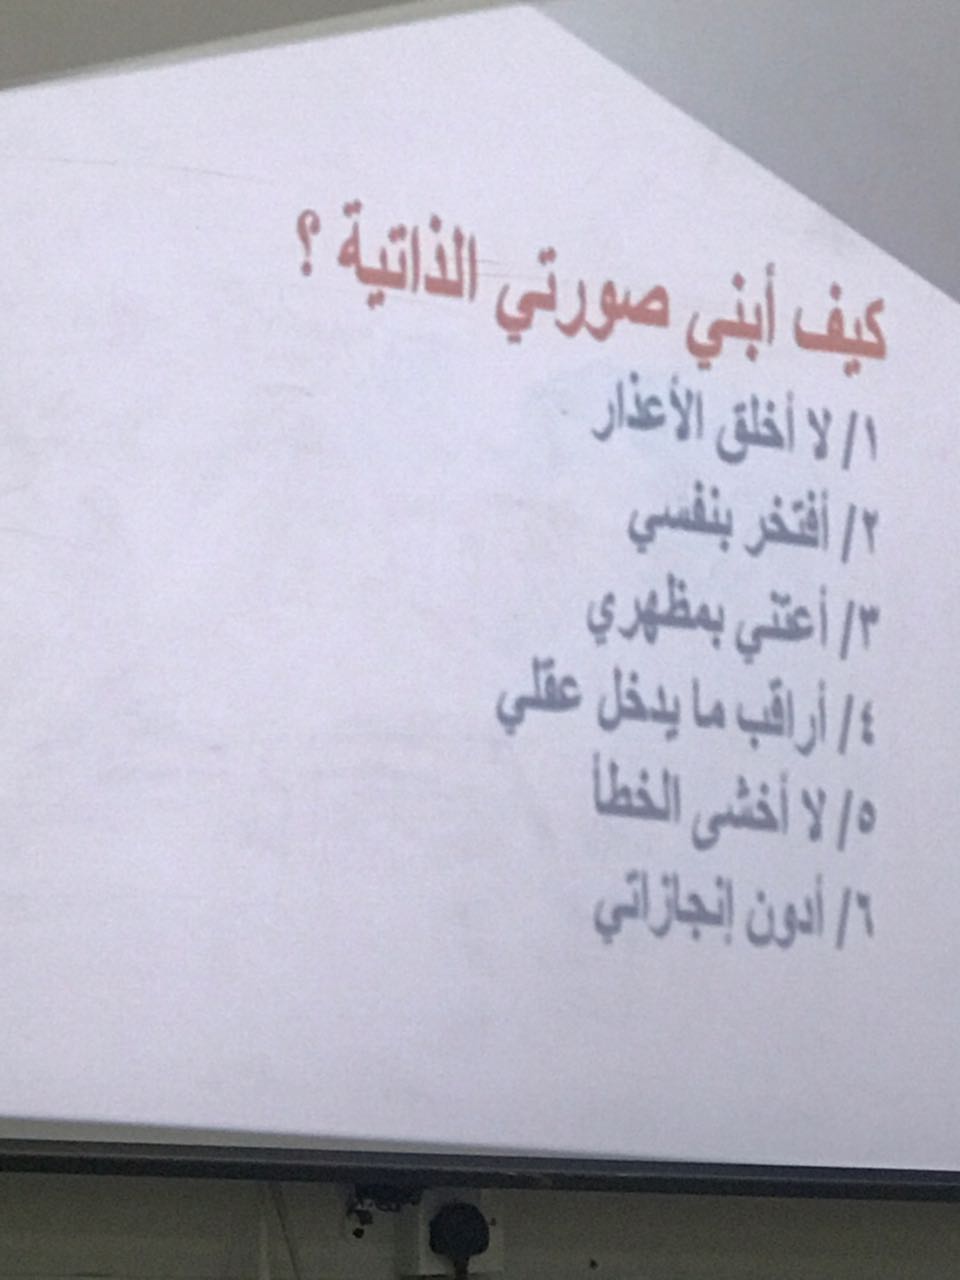 كيف أبني صورتي الذاتية ؟
١/ لا أخلق الأعذار
٢/ أفتخر بنفسي
٣/ أعتني بمظهري
٤/ أراقب ما يدخل عقلي
٥/ لا أخشى الخطأ
٦/ أدون إنجازاتي